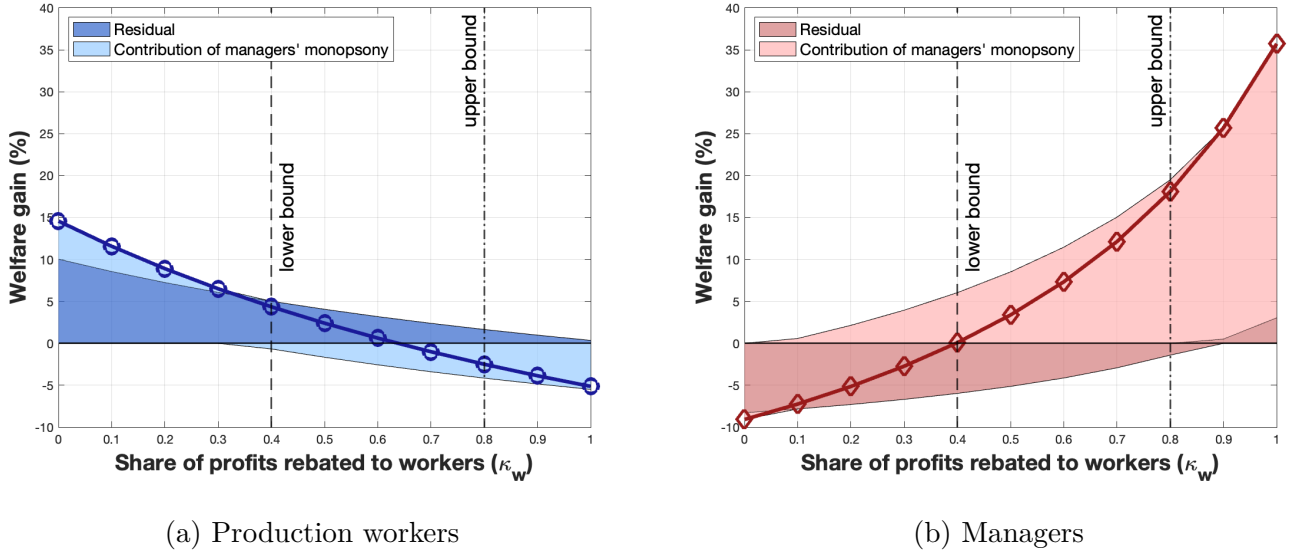 Residual
Contribution of managers' monopsony
upper bound
lower bound
Welfare gain (%)
40
35
30
25
20
15
10
5
0
-5
-10
0 0.1 0.2 0.3 0.4 0.5 0.6 0.7 0.8 0.9 1
Share of profits rebated to workers (κw)
(a) Production workers
Residual
Contribution of managers' monopsony
upper bound
lower bound
Welfare gain (%)
40
35
30
25
20
15
10
5
0
-5
-10
0 0.1 0.2 0.3 0.4 0.5 0.6 0.7 0.8 0.9 1
Share of profits rebated to workers (κw)
(b) Managers